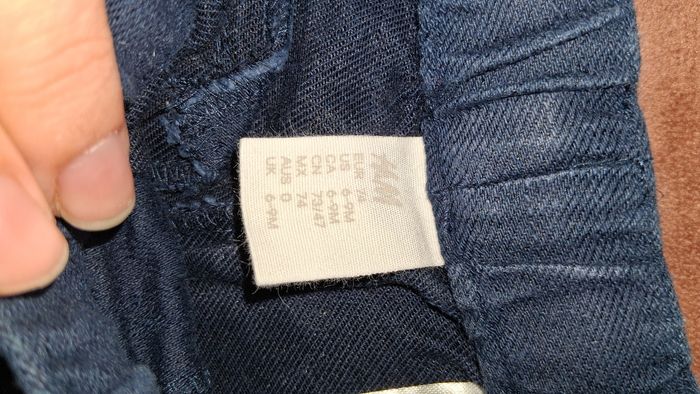 H&M
EUR 74
US 6-9M
CA 6-9M
CN 73/47
MX 74
AUS 0
UK 6-9M